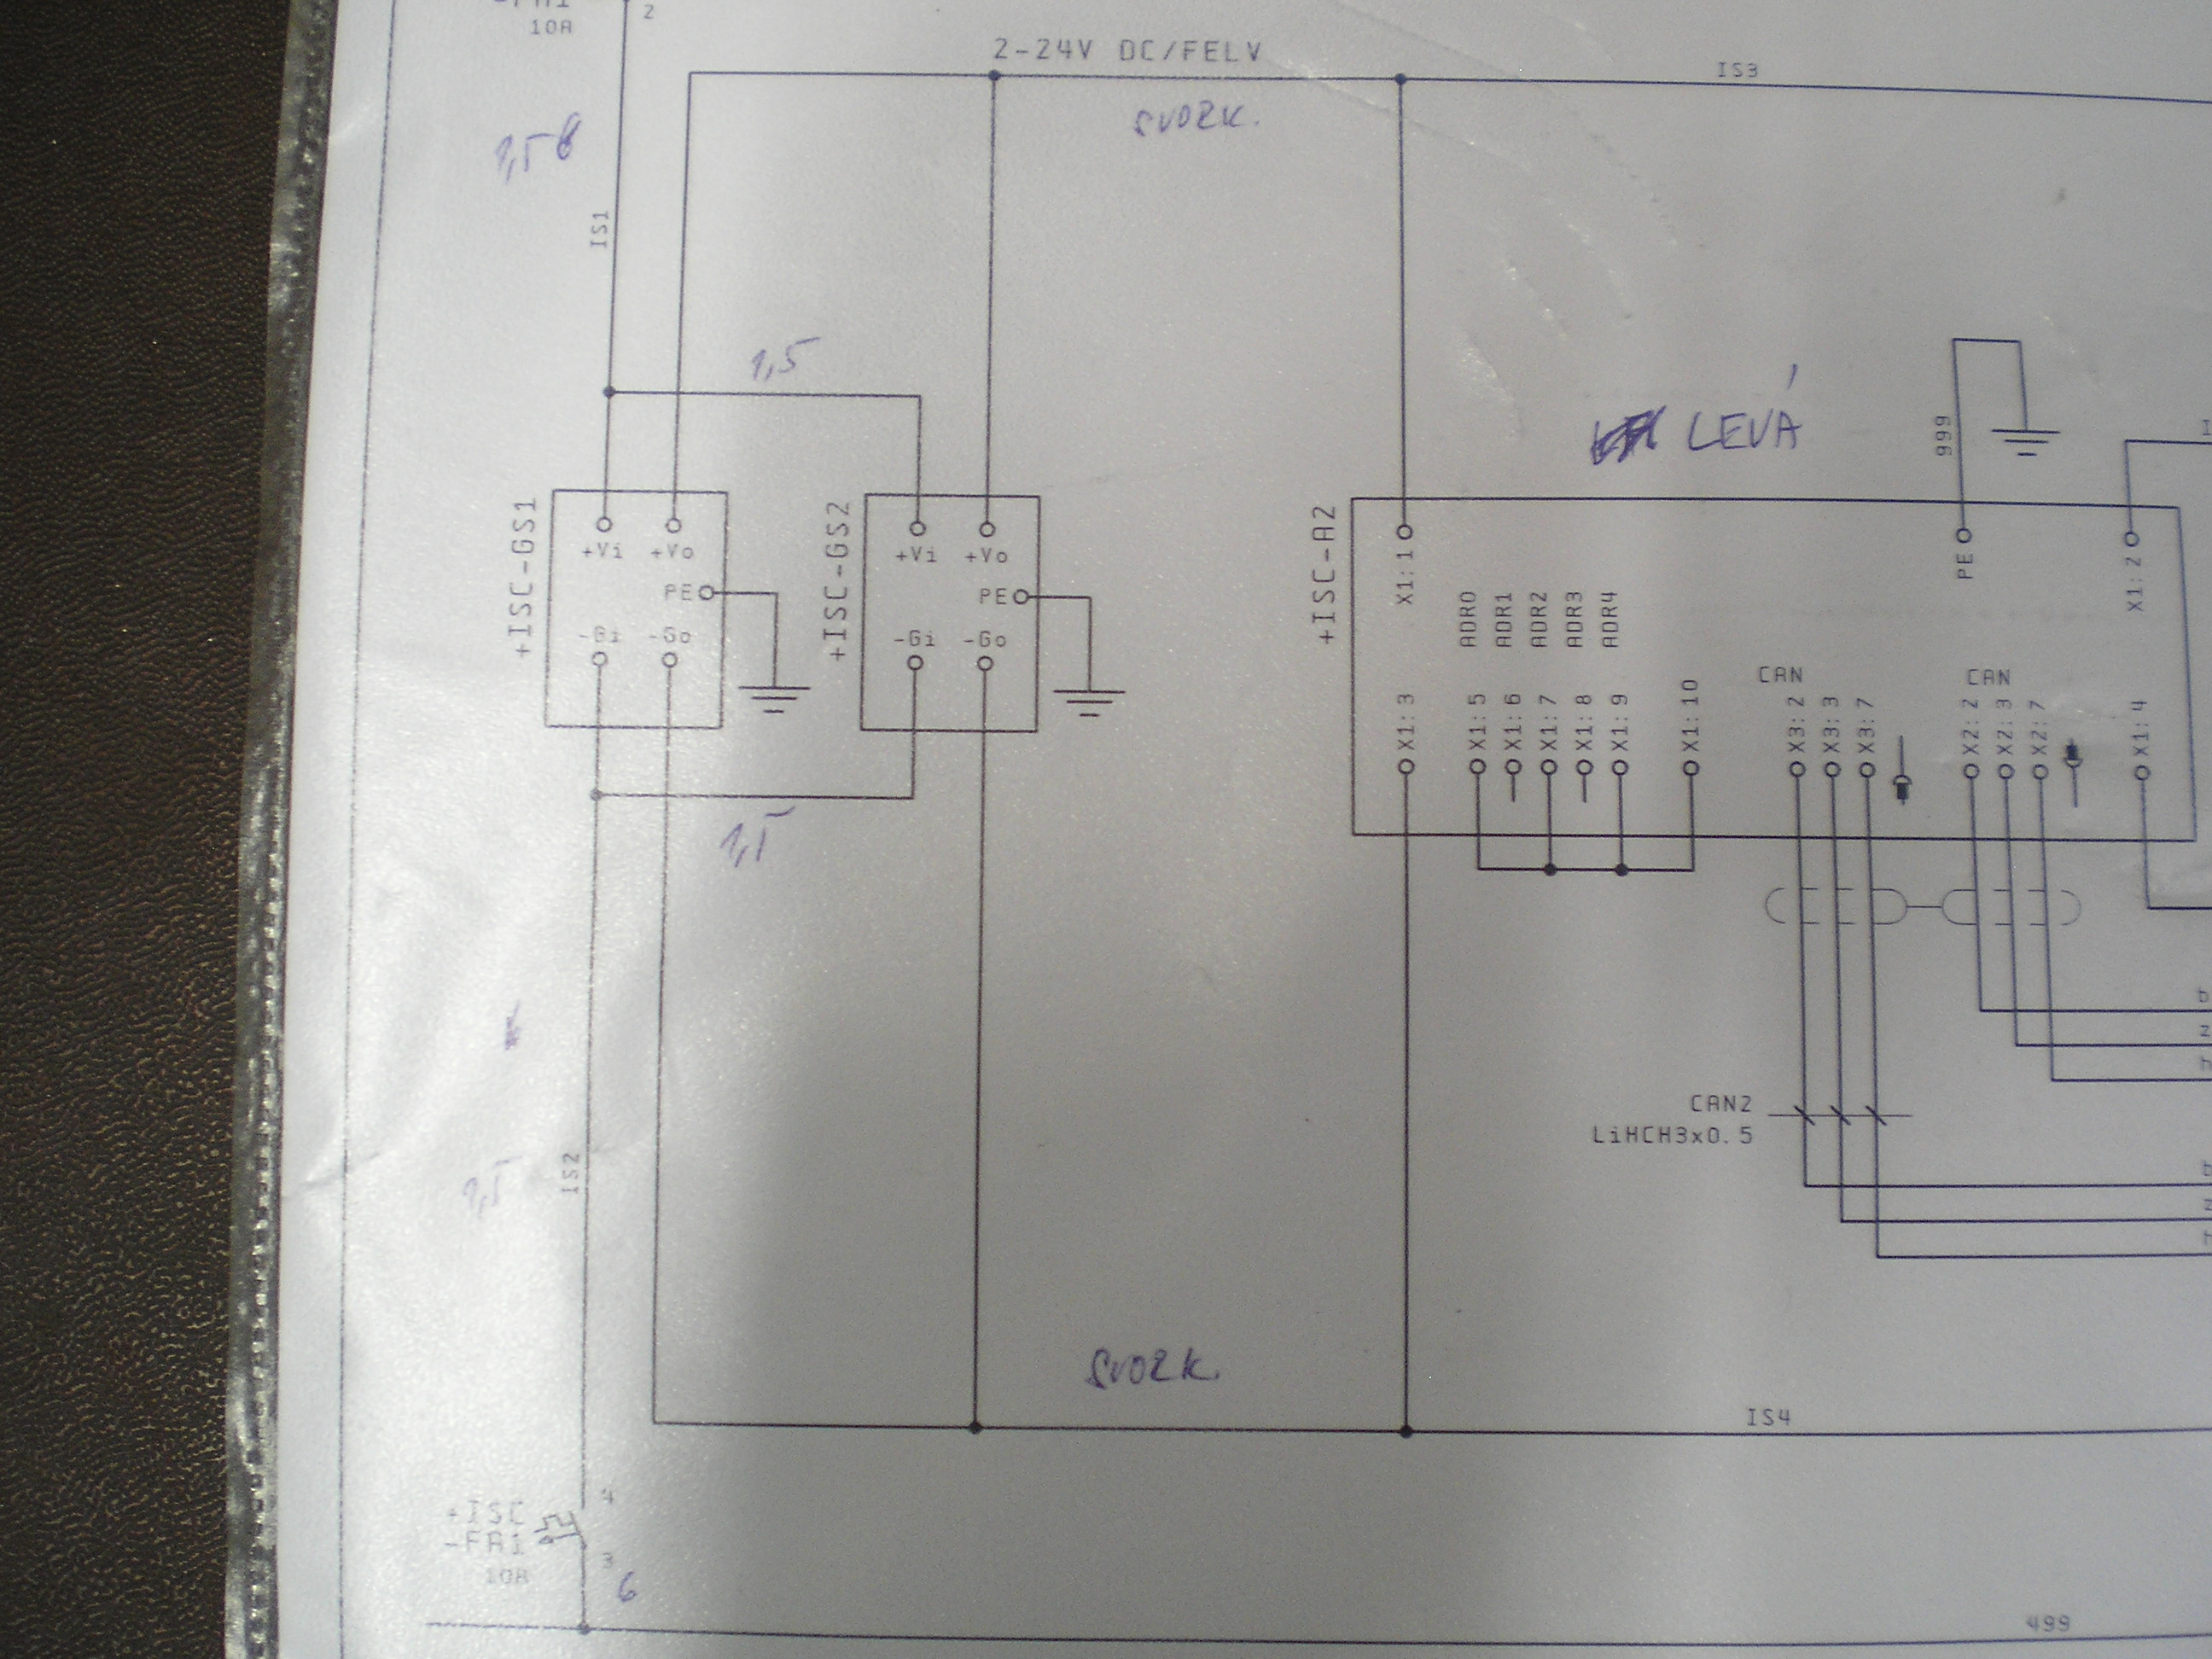 -FA1
2
10A
2-24V DC/FELV
IS3
SVORK.
1,5
IS1
1,5
LEVÁ
999
+ISC-GS1
+Vi
+Vo
PE
-Gi
-Go
+ISC-GS2
+Vi
+Vo
PE
-Gi
-Go
+ISC-A2
X1:1
PE
X1:2
ADR0
ADR1
ADR2
ADR3
ADR4
CAN
CAN
X1:3
X1:5
X1:6
X1:7
X1:8
X1:9
X1:10
X3:2
X3:3
X3:7
X2:2
X2:3
X2:7
X1:4
1,5
CAN2
LiHCH3x0.5
IS2
1,5
SVORK.
IS4
4
+ISC
-FA1
3
10A
6
499